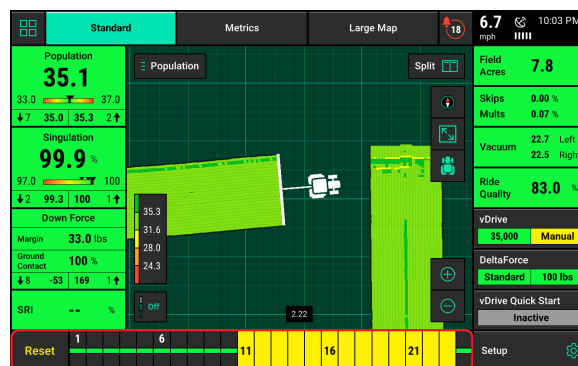 Standard Metrics Large Map 18 6.7 mph 10:03 PM
Population
35.1
33.0 37.0
7 35.0 35.3 2
Singulation
99.9 %
97.0 100
2 99.3 100 1
Down Force
Margin 33.0 lbs
Ground Contact 100 %
8 -53 169 1
SRI -- %
Population
Split
35.3
31.6
28.0
24.3
Off
2.22
Field Acres 7.8
Skips 0.00 %
Mults 0.07 %
Vacuum 22.7 Left
22.5 Righ
Ride Quality 83.0 %
vDrive
35,000 Manual
DeltaForce
Standard 100 lbs
vDrive Quick Start
Inactive
Reset 1 6 11 16 21 Setup